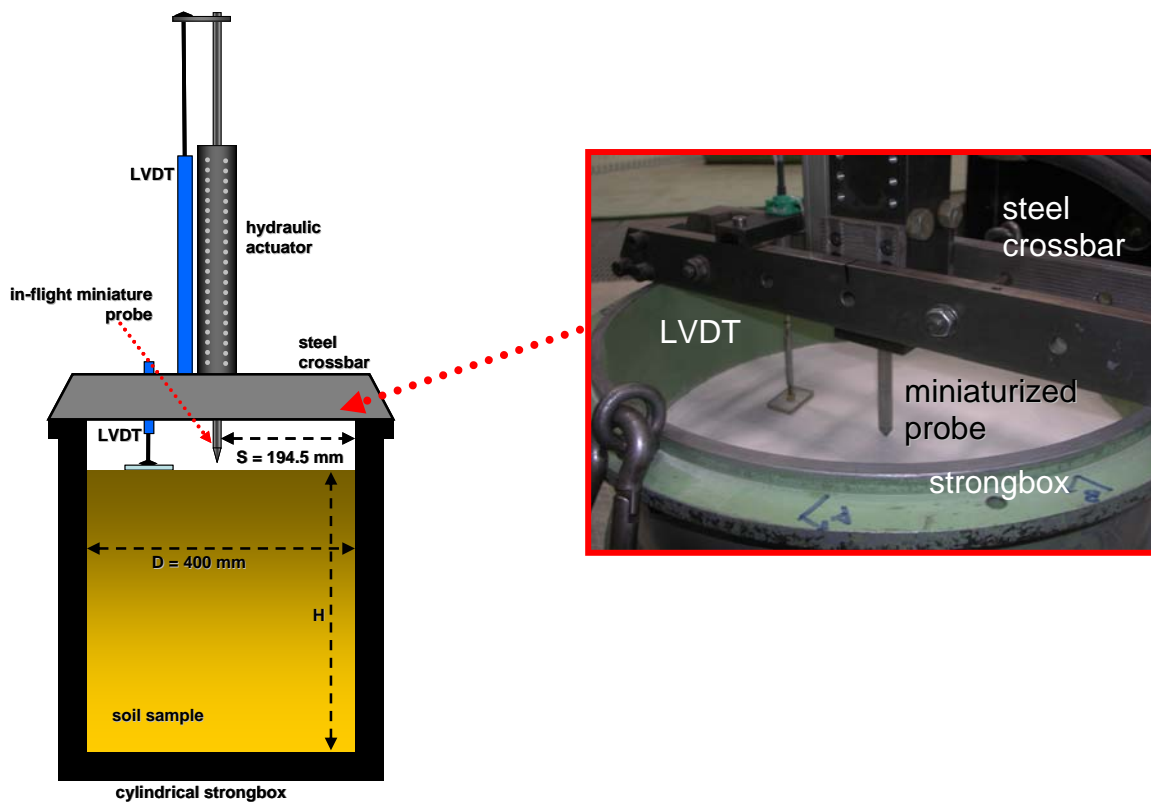 LVDT
hydraulic
actuator
in-flight miniature
probe
steel
crossbar
LVDT
S = 194.5 mm
D = 400 mm
H
soil sample
cylindrical strongbox
steel
crossbar
LVDT
miniaturized
probe
strongbox